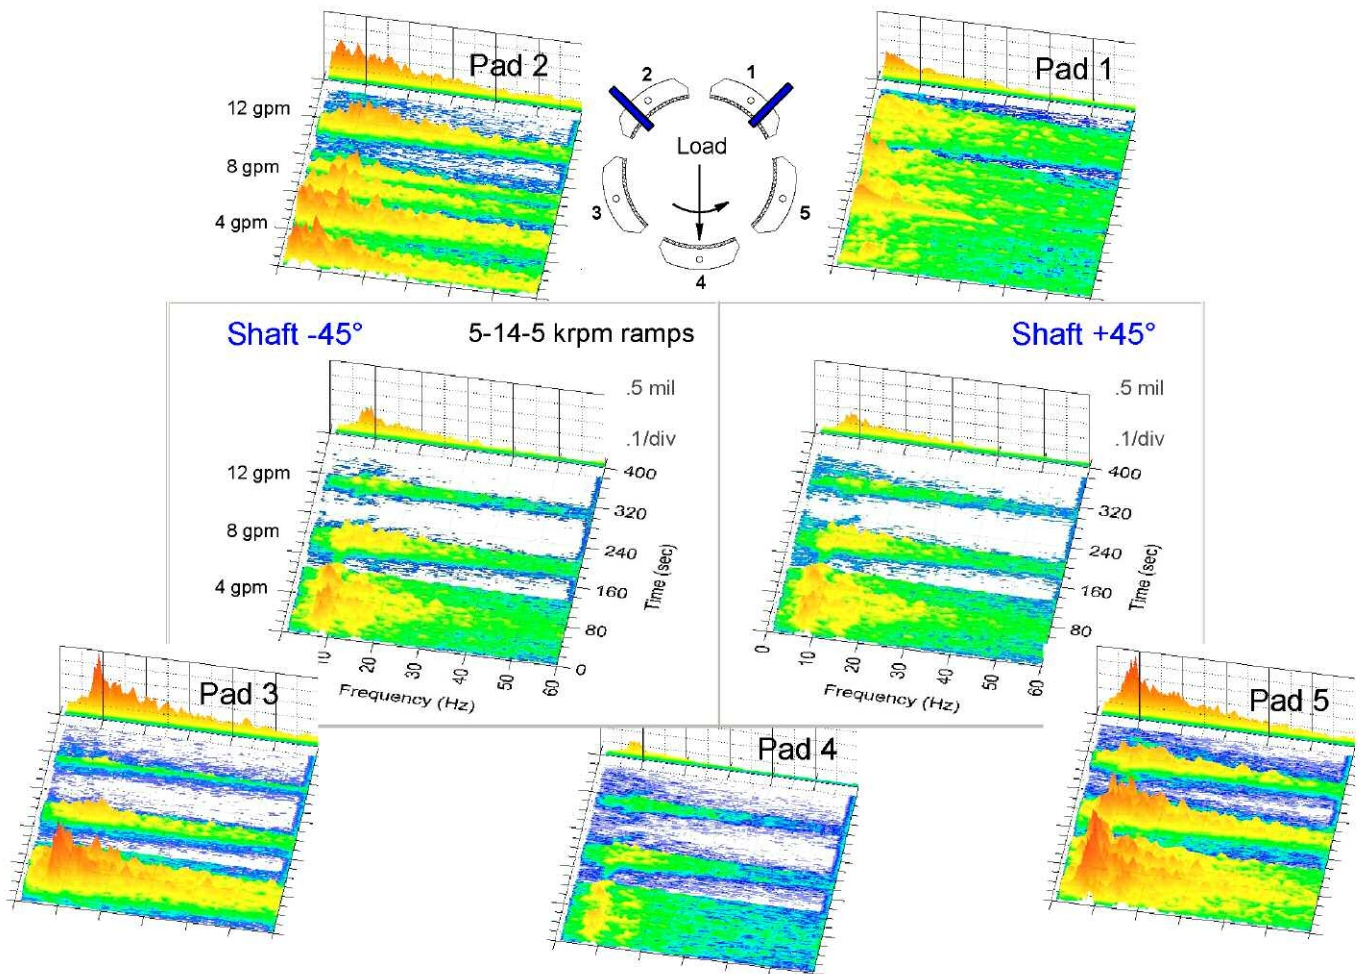 Pad 2
12 gpm
8 gpm
4 gpm
2
1
Load
3
5
4
Pad 1
Shaft -45°
5-14-5 krpm ramps
.5 mil
.1/div
12 gpm
8 gpm
4 gpm
400
320
240
160
80
0
Time (sec)
10
20
30
40
50
60
Frequency (Hz)
Shaft +45°
.5 mil
.1/div
400
320
240
160
80
Time (sec)
0
10
20
30
40
50
60
Frequency (Hz)
Pad 3
Pad 4
Pad 5